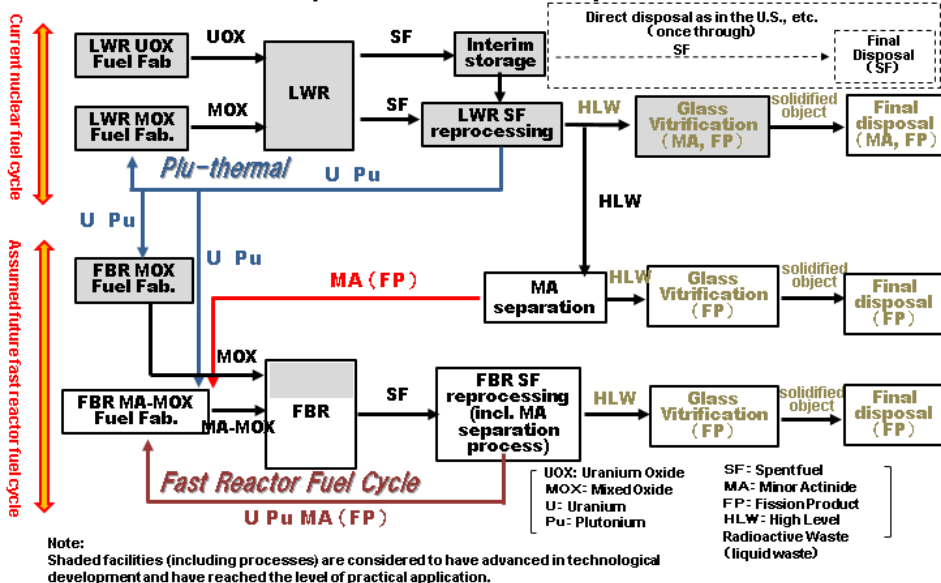 Direct disposal as in the U.S., etc.
(once through)
SF
Final
Disposal
(SF)
Current nuclear fuel cycle
LWR UOX
Fuel Fab
UOX
LWR
SF
Interim
storage
LWR MOX
Fuel Fab.
MOX
SF
LWR SF
reprocessing
HLW
Glass
Vitrification
(MA, FP)
solidified
object
Final
disposal
(MA, FP)
Plu-thermal
U Pu
HLW
U Pu
U Pu
Assumed future fast reactor fuel cycle
FBR MOX
Fuel Fab.
MA (FP)
MA
separation
HLW
Glass
Vitrification
(FP)
solidified
object
Final
disposal
(FP)
MOX
FBR MA-MOX
Fuel Fab.
MA-MOX
FBR
SF
FBR SF
reprocessing
(incl. MA
separation
process)
HLW
Glass
Vitrification
(FP)
solidified
object
Final
disposal
(FP)
Fast Reactor Fuel Cycle
U Pu MA (FP)
UOX: Uranium Oxide
MOX: Mixed Oxide
U: Uranium
Pu: Plutonium
SF: Spent fuel
MA: Minor Actinide
FP: Fission Product
HLW: High Level
Radioactive Waste
(liquid waste)
Note:
Shaded facilities (including processes) are considered to have advanced in technological
development and have reached the level of practical application.